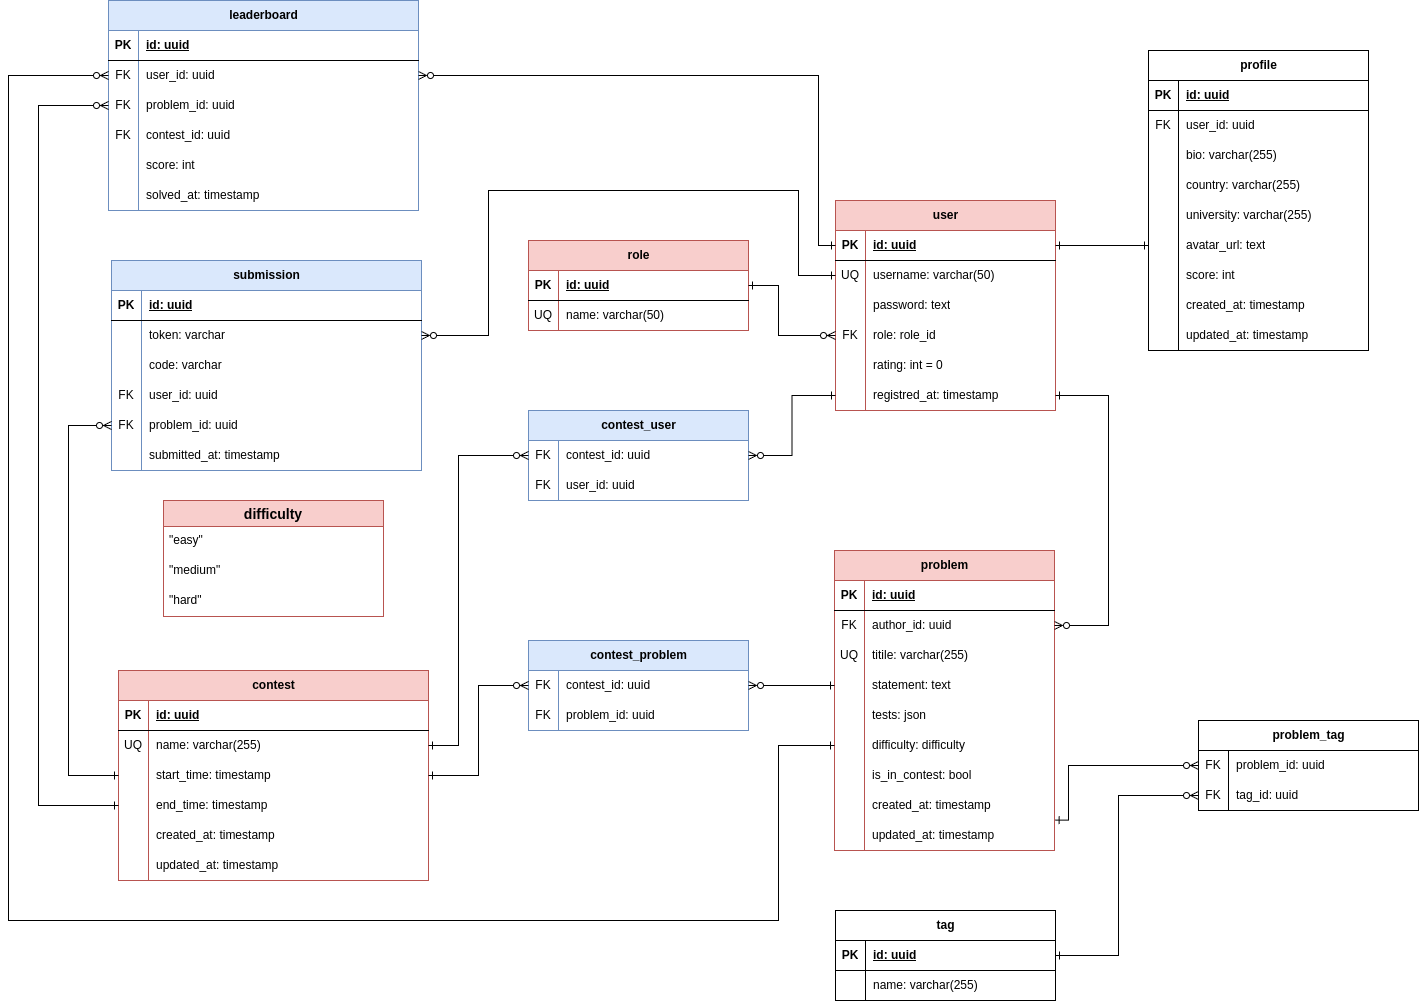 leaderboard
PK id: uuid
FK user_id: uuid
FK problem_id: uuid
FK contest_id: uuid
score: int
solved_at: timestamp
submission
PK id: uuid
token: varchar
code: varchar
FK user_id: uuid
FK problem_id: uuid
submitted_at: timestamp
difficulty
"easy"
"medium"
"hard"
contest
PK id: uuid
UQ name: varchar(255)
start_time: timestamp
end_time: timestamp
created_at: timestamp
updated_at: timestamp
role
PK id: uuid
UQ name: varchar(50)
contest_user
FK contest_id: uuid
FK user_id: uuid
contest_problem
FK contest_id: uuid
FK problem_id: uuid
user
PK id: uuid
UQ username: varchar(50)
password: text
FK role: role_id
rating: int = 0
registred_at: timestamp
problem
PK id: uuid
FK author_id: uuid
UQ titile: varchar(255)
statement: text
tests: json
difficulty: difficulty
is_in_contest: bool
created_at: timestamp
updated_at: timestamp
tag
PK id: uuid
name: varchar(255)
profile
PK id: uuid
FK user_id: uuid
bio: varchar(255)
country: varchar(255)
university: varchar(255)
avatar_url: text
score: int
created_at: timestamp
updated_at: timestamp
problem_tag
FK problem_id: uuid
FK tag_id: uuid